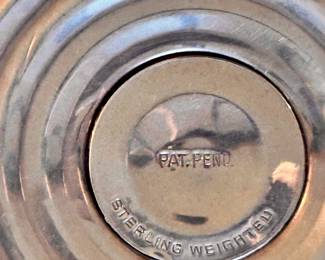 PAT. PEND.
STERLING WEIGHTED